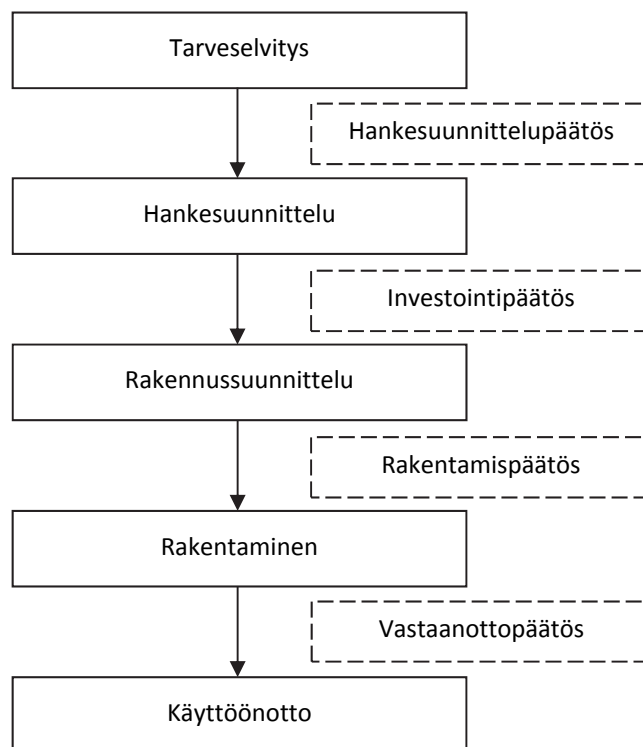 Tarveselvitys
Hankesuunnittelupäätös
Hankesuunnittelu
Investointipäätös
Rakennussuunnittelu
Rakentamispäätös
Rakentaminen
Vastaanottopäätös
Käyttöönotto